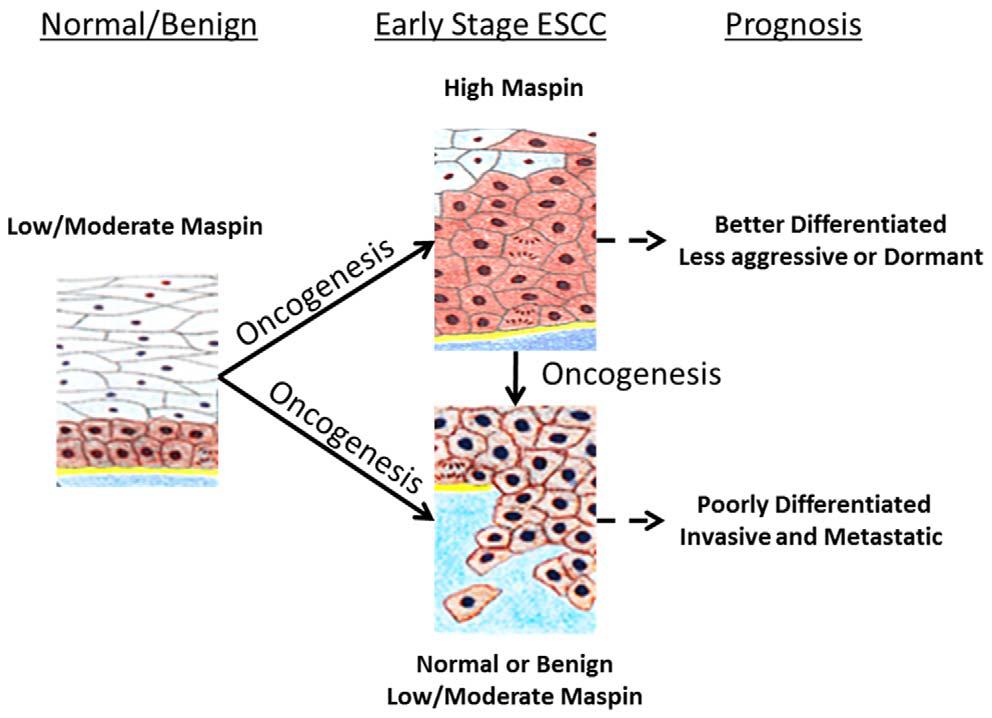 Normal/Benign
Early Stage ESCC
Prognosis
High Maspin
Low/Moderate Maspin
Oncogenesis
Better Differentiated
Less aggressive or Dormant
Oncogenesis
Oncogenesis
Poorly Differentiated
Invasive and Metastatic
Normal or Benign
Low/Moderate Maspin